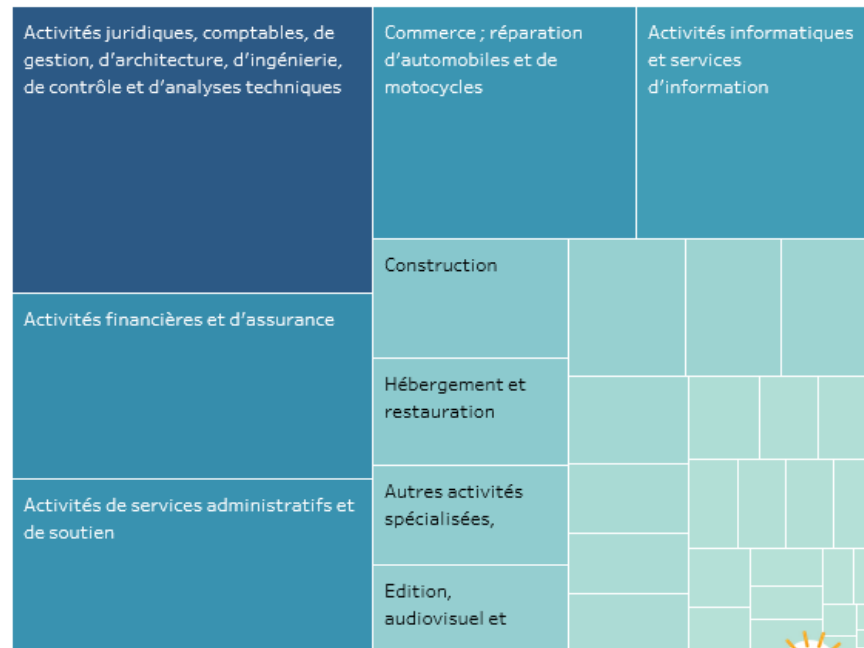 Activités juridiques, comptables, de
gestion, d’architecture, d’ingénierie,
de contrôle et d’analyses techniques
Commerce ; réparation
d’automobiles et de
motocycles
Activités informatiques
et services
d’information
Construction
Activités financières et d’assurance
Hébergement et
restauration
Autres activités
spécialisées,
Activités de services administratifs et
de soutien
Edition,
audiovisuel et